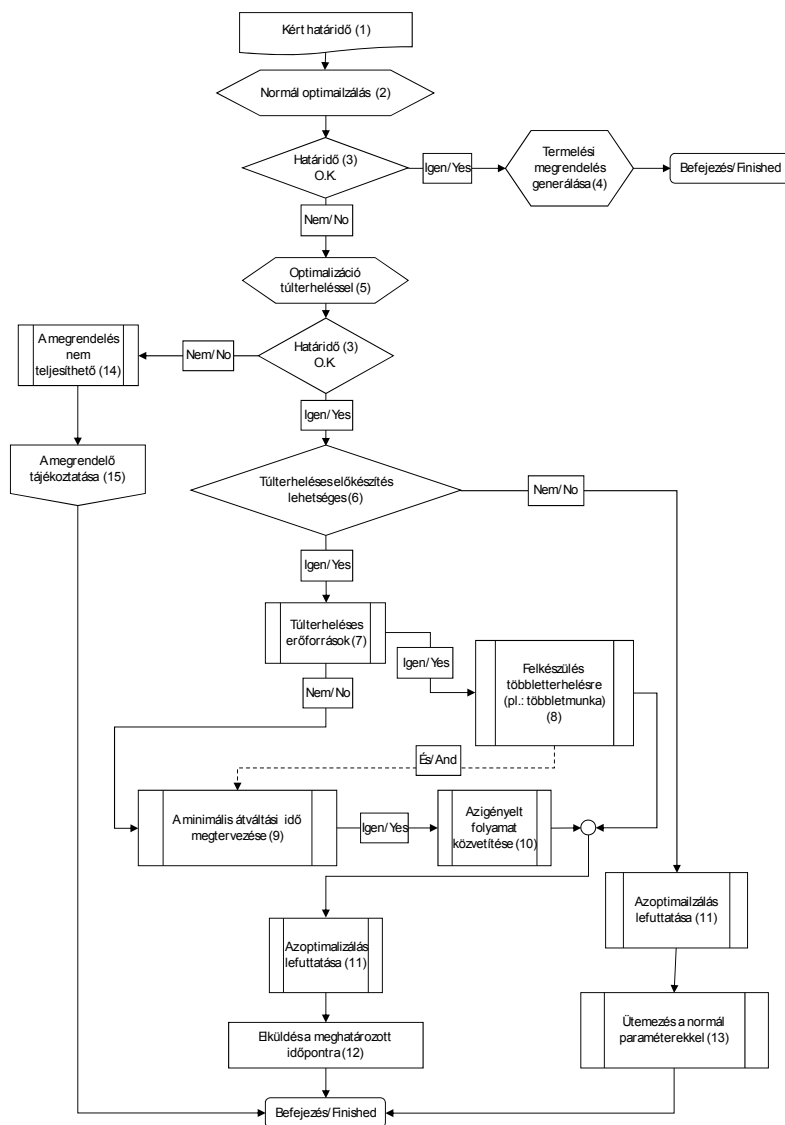 Kért határidő (1)
Normál optimailzálás (2)
Határidő (3)
O.K.
Igen/Yes
Termelési
megrendelés
generálása (4)
Befejezés/Finished
Nem/No
Optimalizáció
túlterheléssel (5)
Határidő (3)
O.K.
Nem/No
A megrendelés
nem
teljesíthető (14)
Igen/Yes
A megrendelő
tájékoztatása (15)
Túlterheléses előkészítés
lehetséges (6)
Nem/No
Igen/Yes
Túlterheléses
erőforrások (7)
Igen/Yes
Felkészülés
többletterhelésre
(pl.: többletmunka)
(8)
Nem/No
És/And
A minimális átváltási idő
megtervezése (9)
Igen/Yes
Az igényelt
folyamat
közvetítése (10)
Az optimailzálás
lefuttatása (11)
Az optimalizálás
lefuttatása (11)
Ütemezés a normál
paraméterekkel (13)
Elküldés a meghatározott
időpontra (12)
Befejezés/Finished